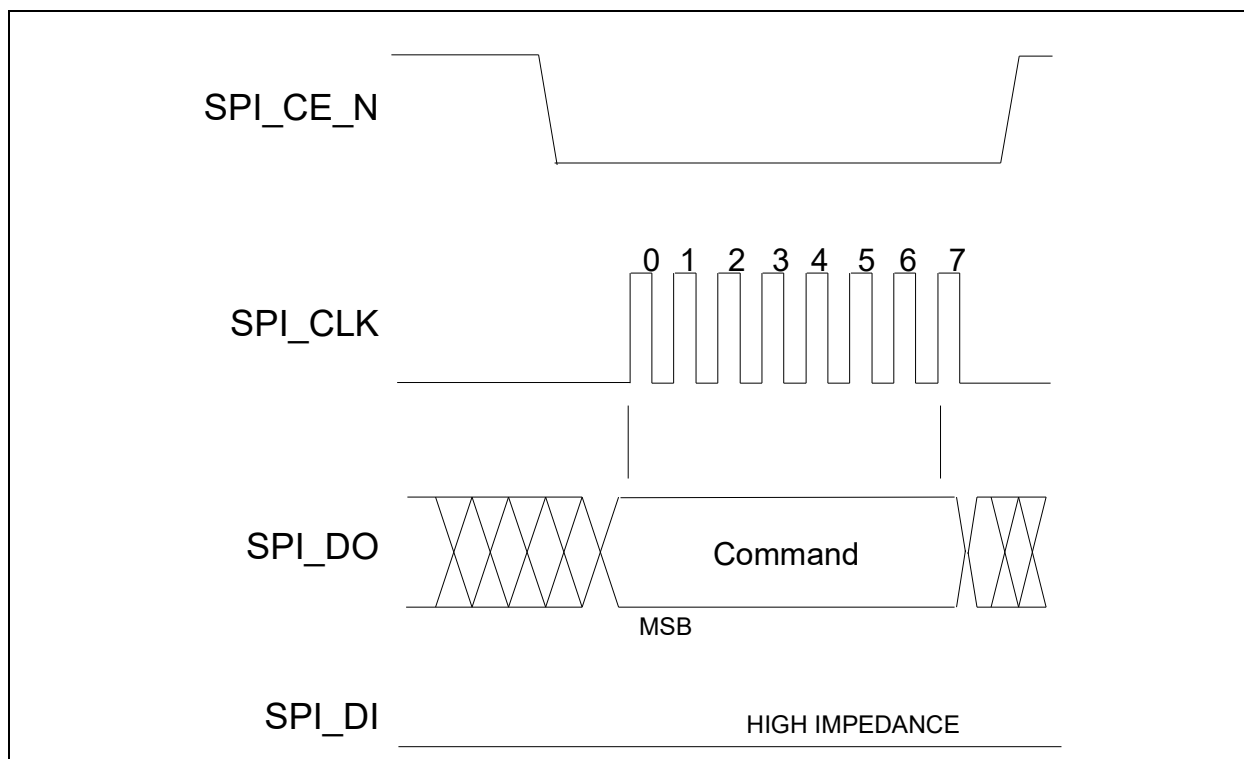 SPI_CE_N
0 1 2 3 4 5 6 7
SPI_CLK
SPI_DO
Command
MSB
SPI_DI
HIGH IMPEDANCE